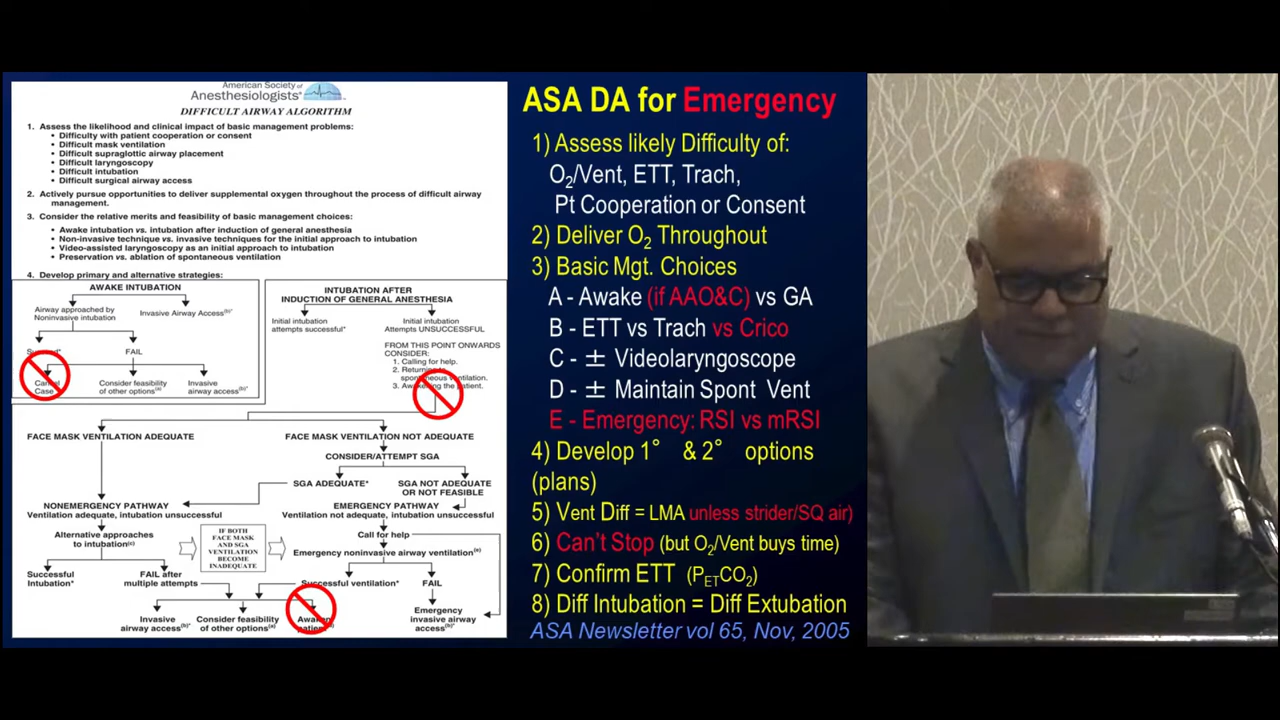 American Society of
Anesthesiologists®
DIFFICULT AIRWAY ALGORITHM
1. Assess the likelihood and clinical impact of basic management problems:
• Difficulty with patient cooperation or consent
• Difficult mask ventilation
• Difficult supraglottic airway placement
• Difficult laryngoscopy
• Difficult intubation
• Difficult surgical airway access
2. Actively pursue opportunities to deliver supplemental oxygen throughout the process of difficult airway
management.
3. Consider the relative merits and feasibility of basic management choices:
• Awake intubation vs. intubation after induction of general anesthesia
• Non-invasive technique vs. invasive techniques for the initial approach to intubation
• Video-assisted laryngoscopy as an initial approach to intubation
• Preservation vs. ablation of spontaneous ventilation
4. Develop primary and alternative strategies:
AWAKE INTUBATION
Airway approached by
Noninvasive intubation
Invasive Airway Access(b)*
FAIL
Case
Consider feasibility
of other options(a)
Invasive
airway access(b)*
INTUBATION AFTER
INDUCTION OF GENERAL ANESTHESIA
Initial intubation
attempts successful*
Initial intubation
Attempts UNSUCCESSFUL
FROM THIS POINT ONWARDS
CONSIDER:
1. Calling for help.
2. Returning to
spontaneous ventilation.
3. Awakening the patient.
FACE MASK VENTILATION ADEQUATE
FACE MASK VENTILATION NOT ADEQUATE
CONSIDER/ATTEMPT SGA
SGA ADEQUATE*
SGA NOT ADEQUATE
OR NOT FEASIBLE
NONEMERGENCY PATHWAY
Ventilation adequate, intubation unsuccessful
EMERGENCY PATHWAY
Ventilation not adequate, intubation unsuccessful
Alternative approaches
to intubation(c)
IF BOTH
FACE MASK
AND SGA
VENTILATION
BECOME
INADEQUATE
Call for help
Emergency noninvasive airway ventilation(e)
Successful
Intubation*
FAIL after
multiple attempts
Successful ventilation*
FAIL
Invasive
airway access(b)*
Consider feasibility
of other options(a)
Awaken
patient
Emergency
invasive airway
access(b)*
ASA DA for Emergency
1) Assess likely Difficulty of:
O2/Vent, ETT, Trach,
Pt Cooperation or Consent
2) Deliver O2 Throughout
3) Basic Mgt. Choices
A - Awake (if AAO&C) vs GA
B - ETT vs Trach vs Crico
C - ± Videolaryngoscope
D - ± Maintain Spont Vent
E - Emergency: RSI vs mRSI
4) Develop 1° & 2° options
(plans)
5) Vent Diff = LMA unless strider/SQ air)
6) Can't Stop (but O2/Vent buys time)
7) Confirm ETT (PETCO2)
8) Diff Intubation = Diff Extubation
ASA Newsletter vol 65, Nov, 2005